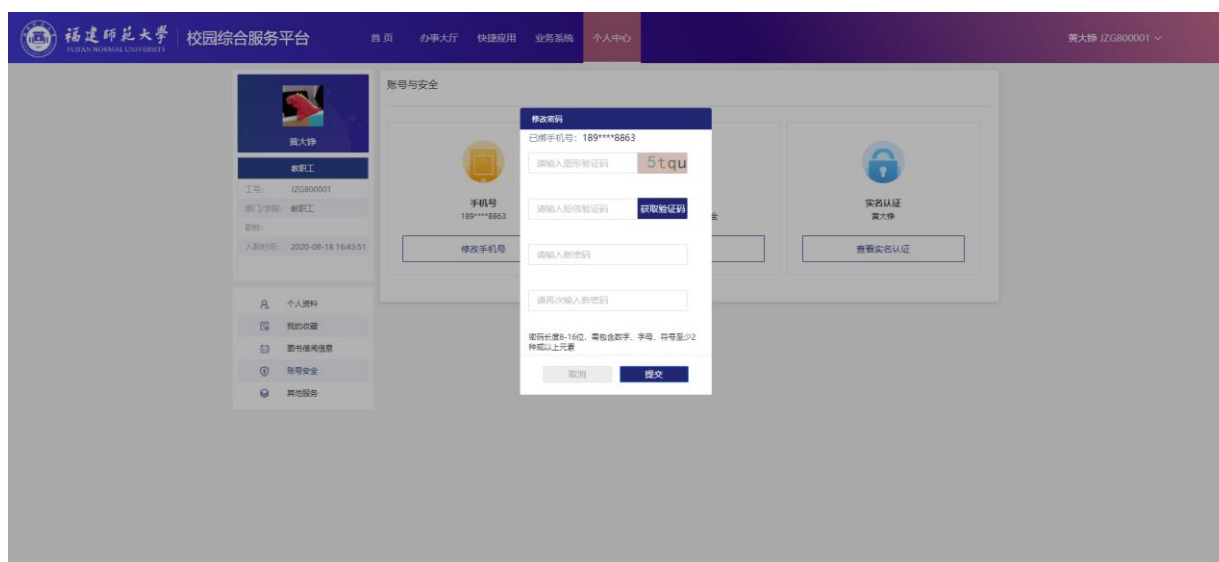 福建师范大学
FUJIAN NORMAL UNIVERSITY
校园综合服务平台
首页
办事大厅
快捷应用
业务系统
个人中心
黄大铮 JZG800001
黄大铮
教职工
工号: JZG800001
部门/学院: 教职工
职称:
入职时间: 2020-08-18 16:43:51
个人资料
我的收藏
图书借阅信息
账号安全
其他服务
账号与安全
手机号
189****8863
修改手机号
修改密码
已绑手机号: 189****8863
请输入图形验证码
5tqu
请输入短信验证码
获取验证码
请输入新密码
请再次输入新密码
密码长度8-16位, 需包含数字、字母、符号至少2
种或以上元素
取消
提交
全
实名认证
黄大铮
查看实名认证